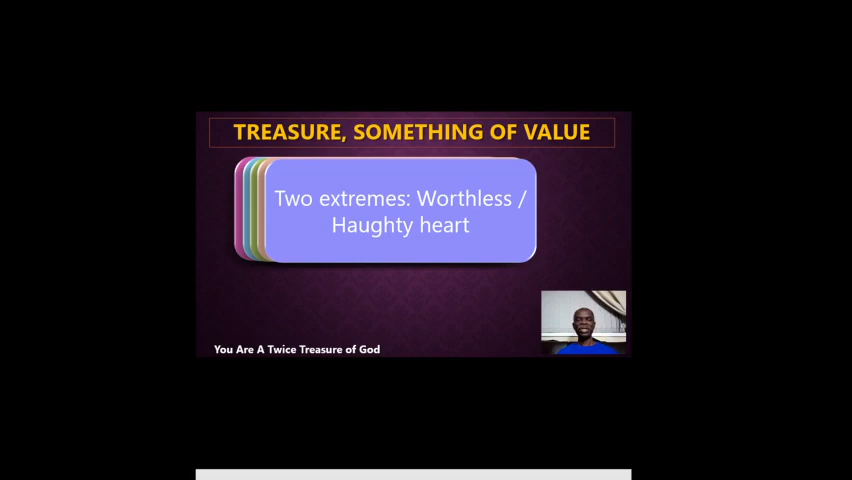 TREASURE, SOMETHING OF VALUE
Two extremes: Worthless /
Haughty heart
You Are A Twice Treasure of God